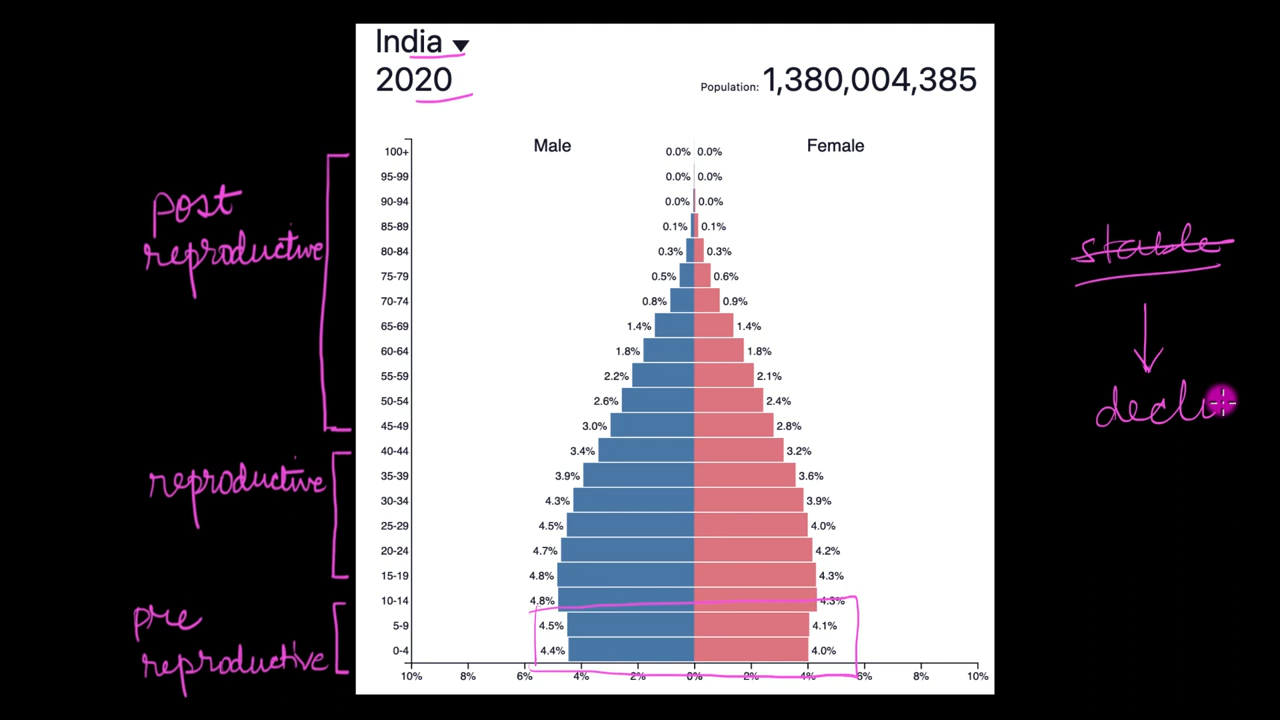 India
2020
Population: 1,380,004,385
Male Female
100+ 0.0% 0.0%
95-99 0.0% 0.0%
90-94 0.0% 0.0%
85-89 0.1% 0.1%
80-84 0.3% 0.3%
75-79 0.5% 0.6%
70-74 0.8% 0.9%
65-69 1.4% 1.4%
60-64 1.8% 1.8%
55-59 2.2% 2.1%
50-54 2.6% 2.4%
45-49 3.0% 2.8%
40-44 3.4% 3.2%
35-39 3.9% 3.6%
30-34 4.3% 3.9%
25-29 4.5% 4.0%
20-24 4.7% 4.2%
15-19 4.8% 4.3%
10-14 4.8% 4.3%
5-9 4.5% 4.1%
0-4 4.4% 4.0%
10% 8% 6% 4% 2% 0% 2% 4% 6% 8% 10%
post
reproductive
reproductive
pre
reproductive
stable